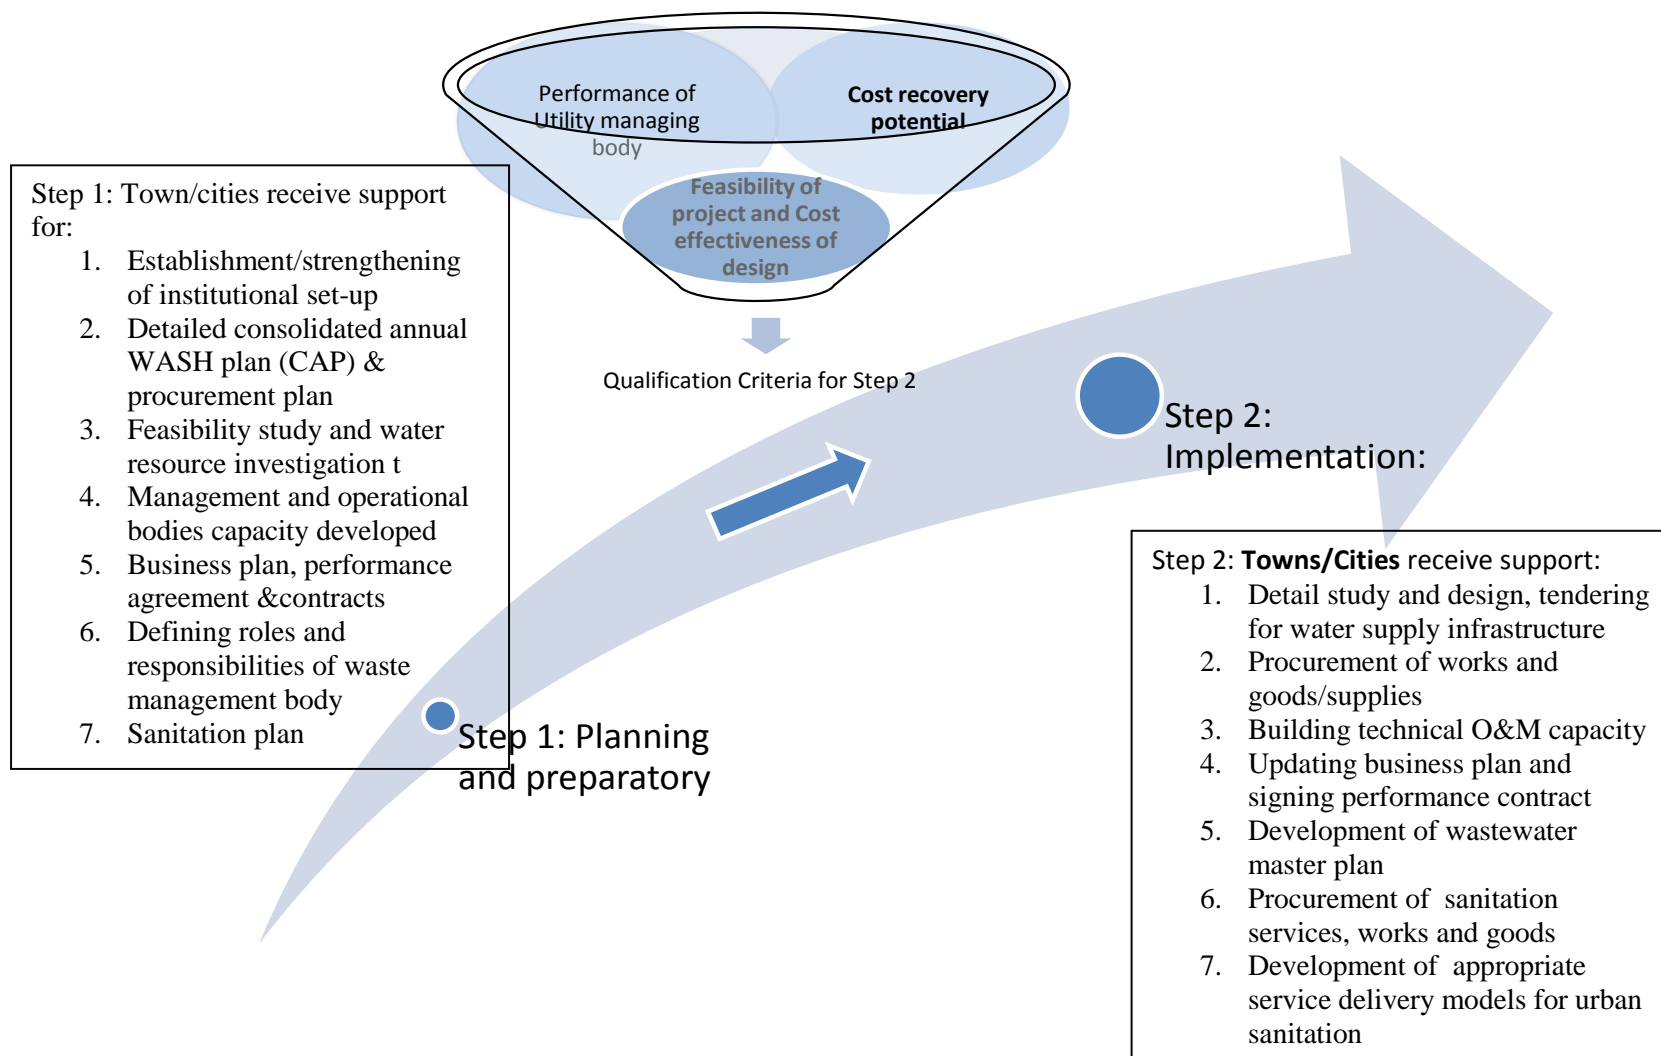 Performance of
Utility managing
body
Cost recovery
potential
Feasibility of
project and Cost
effectiveness of
design
Qualification Criteria for Step 2
Step 1: Town/cities receive support
for:
1. Establishment/strengthening
of institutional set-up
2. Detailed consolidated annual
WASH plan (CAP) &
procurement plan
3. Feasibility study and water
resource investigation t
4. Management and operational
bodies capacity developed
5. Business plan, performance
agreement &contracts
6. Defining roles and
responsibilities of waste
management body
7. Sanitation plan
Step 1: Planning
and preparatory
Step 2:
Implementation:
Step 2: Towns/Cities receive support:
1. Detail study and design, tendering
for water supply infrastructure
2. Procurement of works and
goods/supplies
3. Building technical O&M capacity
4. Updating business plan and
signing performance contract
5. Development of wastewater
master plan
6. Procurement of  sanitation
services, works and goods
7. Development of  appropriate
service delivery models for urban
sanitation